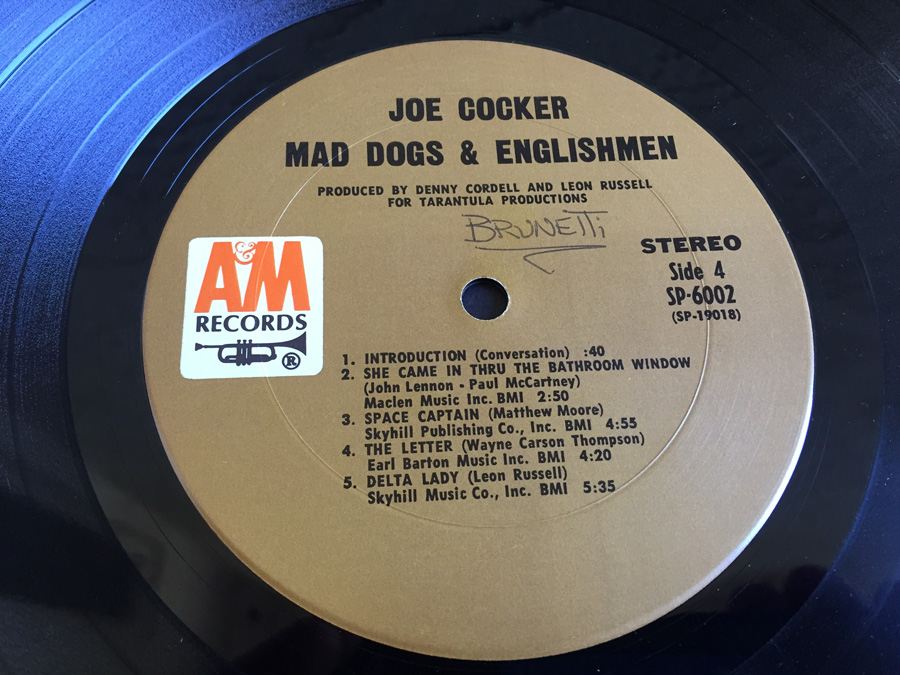 JOE COCKER
MAD DOGS & ENGLISHMEN
PRODUCED BY DENNY CORDELL AND LEON RUSSELL
FOR TARANTULA PRODUCTIONS
BRUNETTi
STEREO
Side 4
SP-6002
(SP-19018)
A&M
RECORDS
®
1. INTRODUCTION (Conversation) :40
2. SHE CAME IN THRU THE BATHROOM WINDOW
(John Lennon - Paul McCartney)
Maclen Music Inc. BMI 2:50
3. SPACE CAPTAIN (Matthew Moore)
Skyhill Publishing Co., Inc. BMI 4:55
4. THE LETTER (Wayne Carson Thompson)
Earl Barton Music Inc. BMI 4:20
5. DELTA LADY (Leon Russell)
Skyhill Music Co., Inc. BMI 5:35